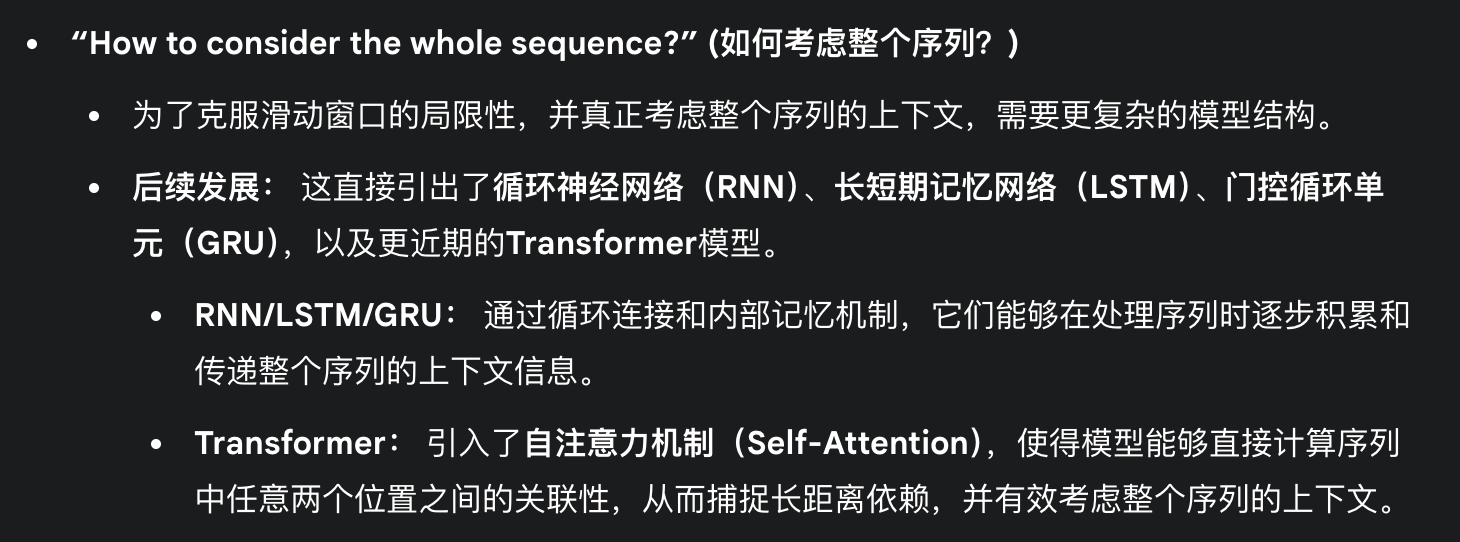 “How to consider the whole sequence?” (如何考虑整个序列？)
为了克服滑动窗口的局限性，并真正考虑整个序列的上下文，需要更复杂的模型结构。
后续发展： 这直接引出了循环神经网络（RNN）、长短期记忆网络（LSTM）、门控循环单
元（GRU），以及更近期的Transformer模型。
RNN/LSTM/GRU： 通过循环连接和内部记忆机制，它们能够在处理序列时逐步积累和
传递整个序列的上下文信息。
Transformer： 引入了自注意力机制（Self-Attention），使得模型能够直接计算序列
中任意两个位置之间的关联性，从而捕捉长距离依赖，并有效考虑整个序列的上下文。